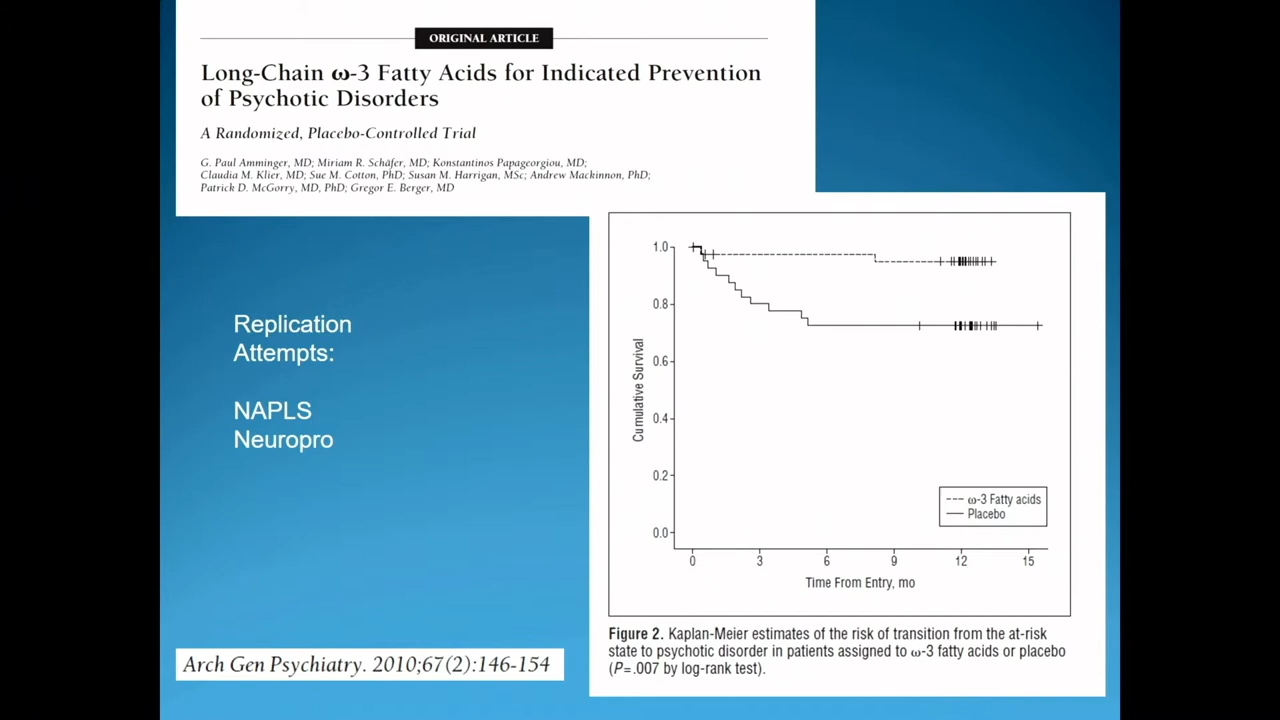 ORIGINAL ARTICLE
Long-Chain ω-3 Fatty Acids for Indicated Prevention
of Psychotic Disorders
A Randomized, Placebo-Controlled Trial
G. Paul Amminger, MD; Miriam R. Schäfer, MD; Konstantinos Papageorgiou, MD;
Claudia M. Klier, MD; Sue M. Cotton, PhD; Susan M. Harrigan, MSc; Andrew Mackinnon, PhD;
Patrick D. McGorry, MD, PhD; Gregor E. Berger, MD
Replication
Attempts:
NAPLS
Neuropro
Arch Gen Psychiatry. 2010;67(2):146-154
1.0
0.8
0.6
0.4
0.2
0.0
Cumulative Survival
ω-3 Fatty acids
Placebo
0 3 6 9 12 15
Time From Entry, mo
Figure 2. Kaplan-Meier estimates of the risk of transition from the at-risk
state to psychotic disorder in patients assigned to ω-3 fatty acids or placebo
(P=.007 by log-rank test).